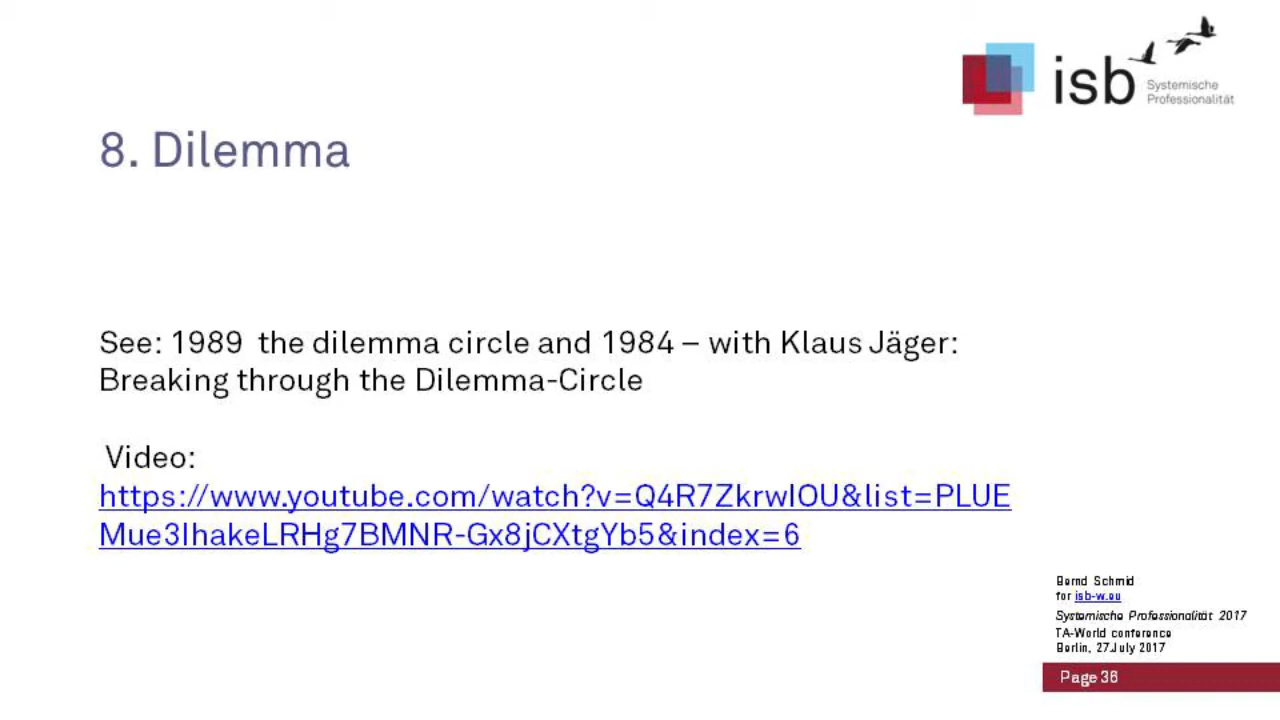 isb
Systemische
Professionalität
8. Dilemma
See: 1989 the dilemma circle and 1984 – with Klaus Jäger:
Breaking through the Dilemma-Circle
Video:
https://www.youtube.com/watch?v=Q4R7ZkrwIOU&list=PLUE
Mue3IhakeLRHg7BMNR-Gx8jCXtgYb5&index=6
Bernd Schmid
for isb-w.eu
Systemische Professionalität 2017
TA-World conference
Berlin, 27.July 2017
Page 36